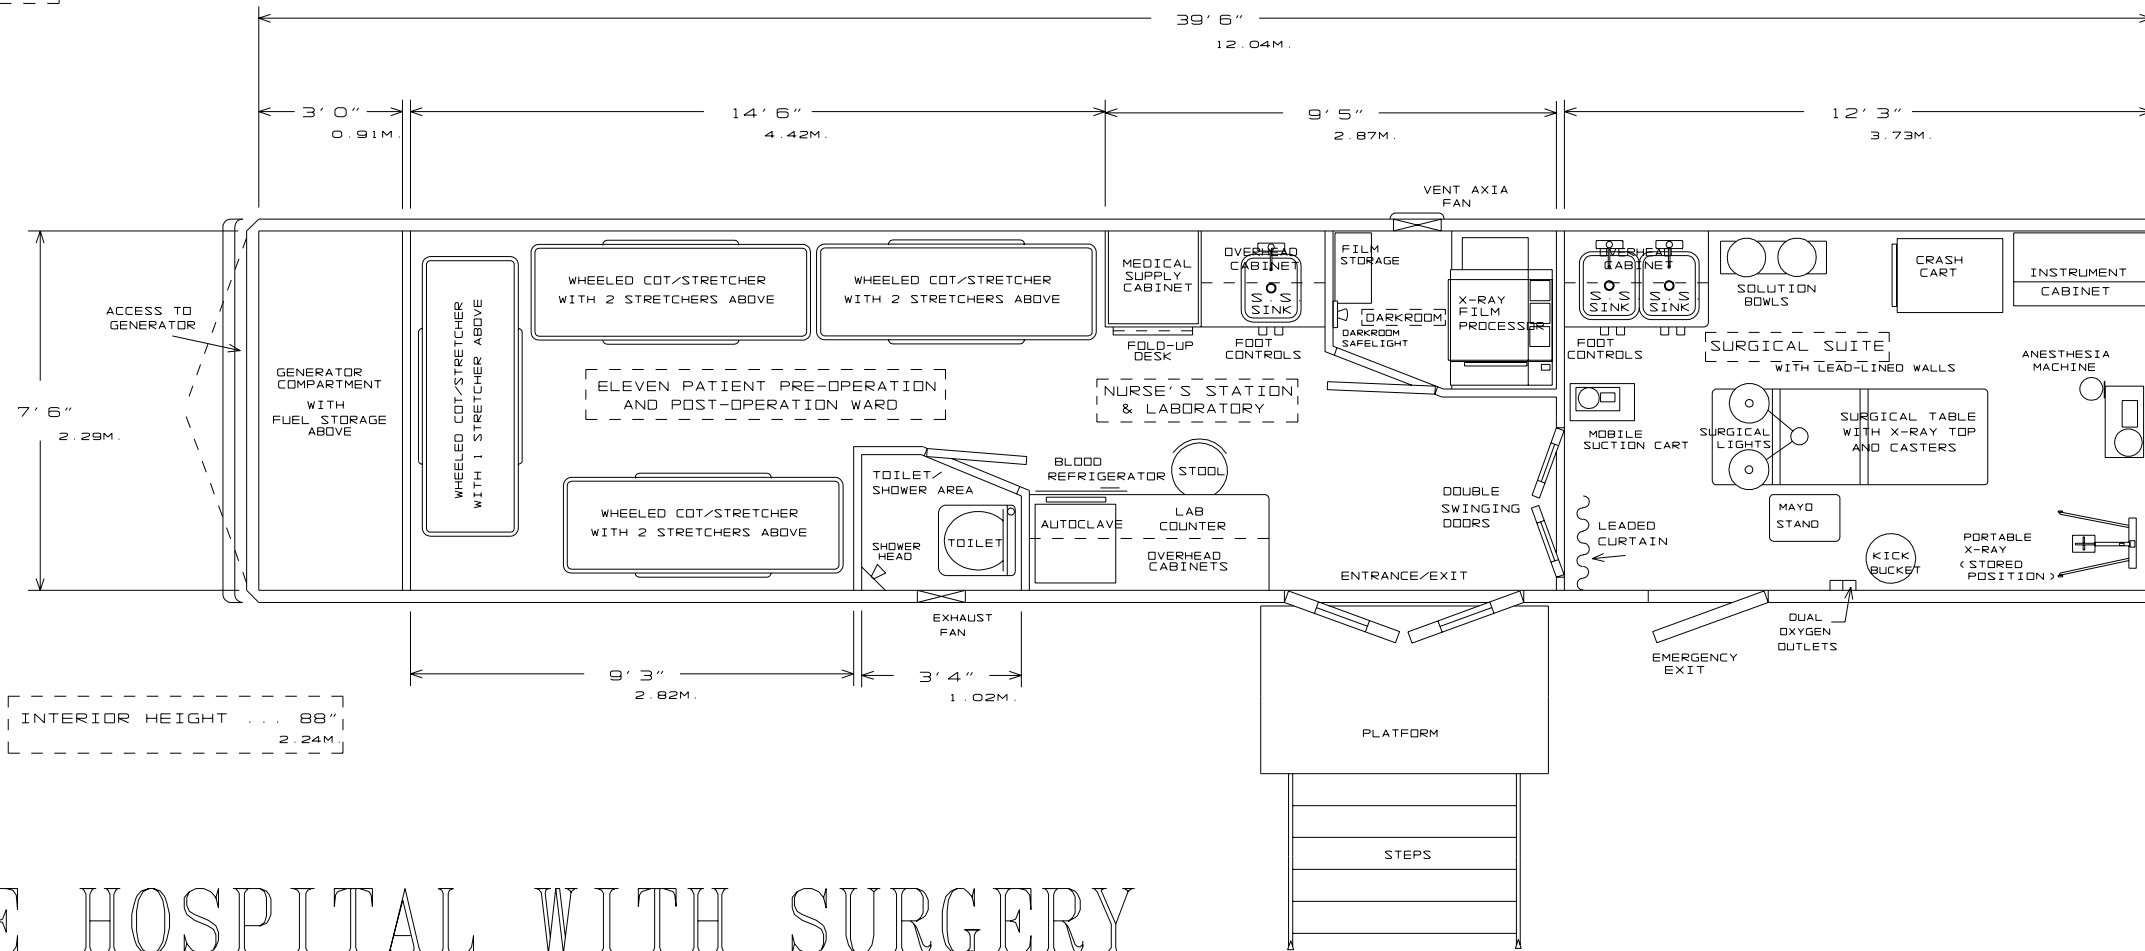 39'6"
12.04M.
3'0"
0.91M.
14'6"
4.42M.
9'5"
2.87M.
12'3"
3.73M.
VENT AXIA
FAN
ACCESS TO
GENERATOR
7'6"
2.29M.
GENERATOR
COMPARTMENT
WITH
FUEL STORAGE
ABOVE
WHEELED COT/STRETCHER
WITH 1 STRETCHER ABOVE
WHEELED COT/STRETCHER
WITH 2 STRETCHERS ABOVE
WHEELED COT/STRETCHER
WITH 2 STRETCHERS ABOVE
ELEVEN PATIENT PRE-OPERATION
AND POST-OPERATION WARD
WHEELED COT/STRETCHER
WITH 2 STRETCHERS ABOVE
MEDICAL
SUPPLY
CABINET
FOLD-UP
DESK
OVERHEAD
CABINET
S.S.
SINK
FOOT
CONTROLS
NURSE'S STATION
& LABORATORY
FILM
STORAGE
DARKROOM
DARKROOM
SAFELIGHT
X-RAY
FILM
PROCESSOR
TOILET/
SHOWER AREA
SHOWER
HEAD
TOILET
BLOOD
REFRIGERATOR
STOOL
AUTOCLAVE
LAB
COUNTER
OVERHEAD
CABINETS
DOUBLE
SWINGING
DOORS
ENTRANCE/EXIT
OVERHEAD
CABINET
S.S.
SINK
S.S.
SINK
FOOT
CONTROLS
SOLUTION
BOWLS
CRASH
CART
INSTRUMENT
CABINET
SURGICAL SUITE
WITH LEAD-LINED WALLS
ANESTHESIA
MACHINE
MOBILE
SUCTION CART
SURGICAL
LIGHTS
SURGICAL TABLE
WITH X-RAY TOP
AND CASTERS
MAYO
STAND
LEADED
CURTAIN
KICK
BUCKET
PORTABLE
X-RAY
(STORED
POSITION)
EXHAUST
FAN
9'3"
2.82M.
3'4"
1.02M.
DUAL
OXYGEN
OUTLETS
EMERGENCY
EXIT
INTERIOR HEIGHT ... 88"
2.24M.
PLATFORM
STEPS
E HOSPITAL WITH SURGERY